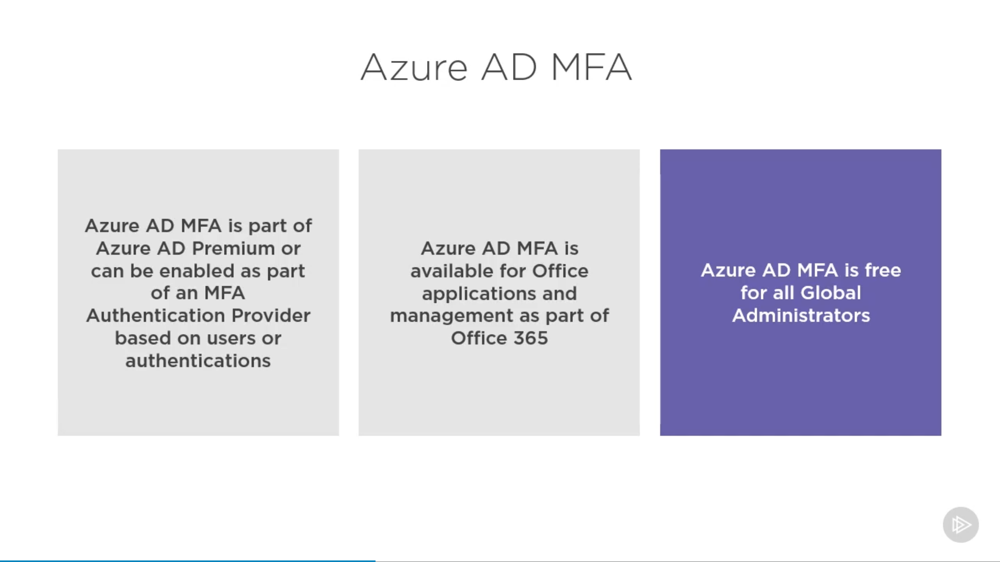 Azure AD MFA
Azure AD MFA is part of
Azure AD Premium or
can be enabled as part
of an MFA
Authentication Provider
based on users or
authentications
Azure AD MFA is
available for Office
applications and
management as part of
Office 365
Azure AD MFA is free
for all Global
Administrators